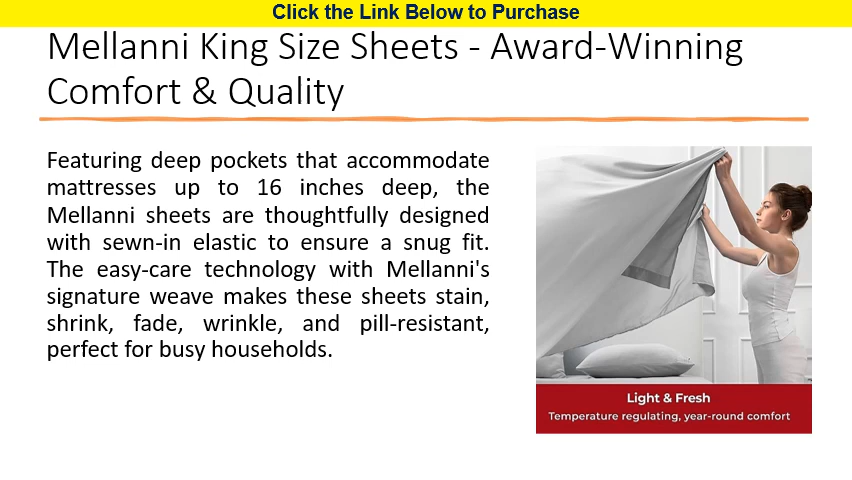 Click the Link Below to Purchase
Mellanni King Size Sheets - Award-Winning
Comfort & Quality
Featuring deep pockets that accommodate
mattresses up to 16 inches deep, the
Mellanni sheets are thoughtfully designed
with sewn-in elastic to ensure a snug fit.
The easy-care technology with Mellanni's
signature weave makes these sheets stain,
shrink, fade, wrinkle, and pill-resistant,
perfect for busy households.
Light & Fresh
Temperature regulating, year-round comfort